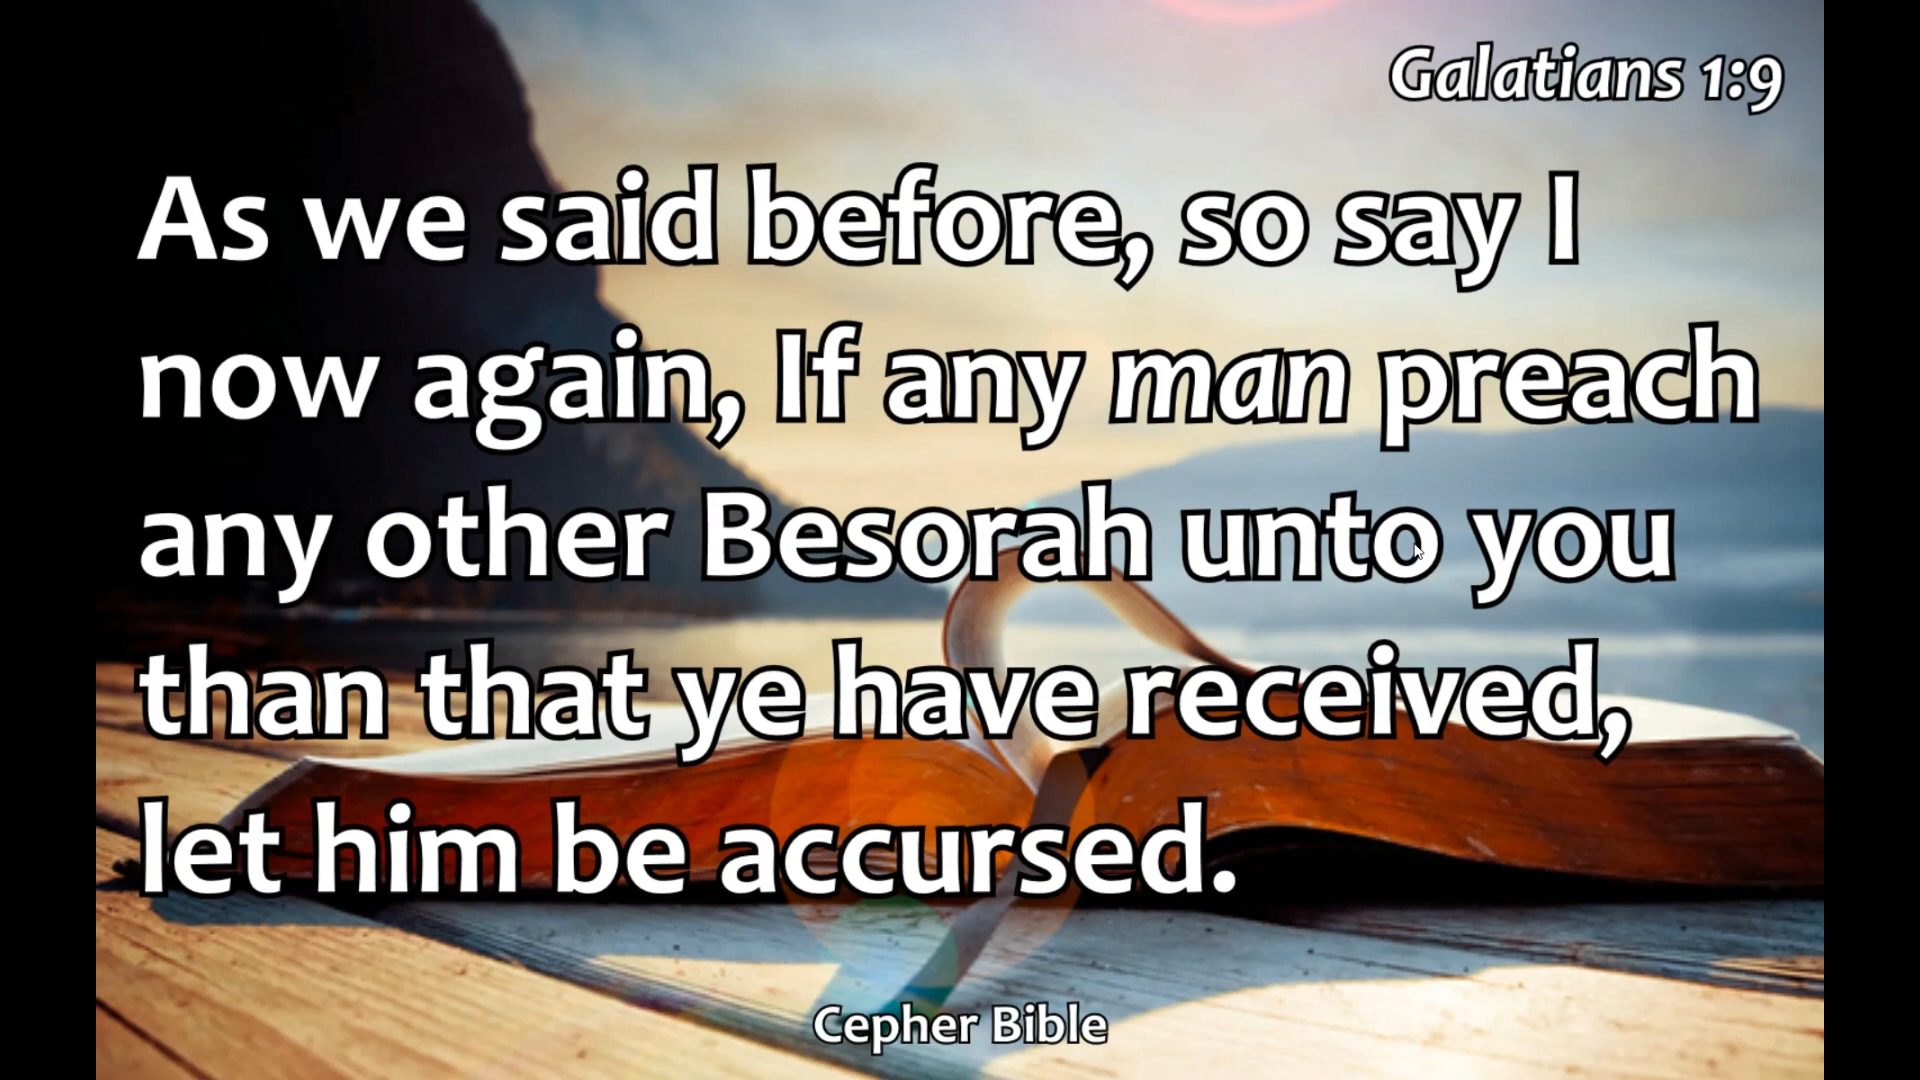 Galatians 1:9
As we said before, so say I
now again, If any man preach
any other Besorah unto you
than that ye have received,
let him be accursed.
Cepher Bible